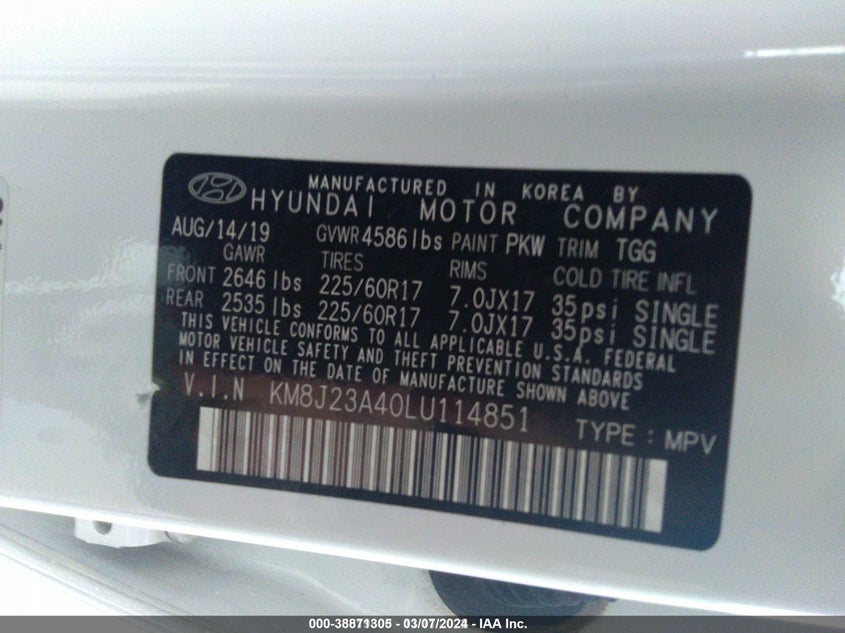 MANUFACTURED IN KOREA BY
HYUNDAI MOTOR COMPANY
AUG/14/19 GVWR 4586lbs PAINT PKW TRIM TGG
GAWR TIRES RIMS COLD TIRE INFL
FRONT 2646 lbs 225/60R17 7.0JX17 35psi SINGLE
REAR 2535 lbs 225/60R17 7.0JX17 35psi SINGLE
THIS VEHICLE CONFORMS TO ALL APPLICABLE U.S.A. FEDERAL
MOTOR VEHICLE SAFETY AND THEFT PREVENTION STANDARDS
IN EFFECT ON THE DATE OF MANUFACTURE SHOWN ABOVE
V.I.N KM8J23A40LU114851
TYPE : MPV
000-38871305 - 03/07/2024 - IAA Inc.